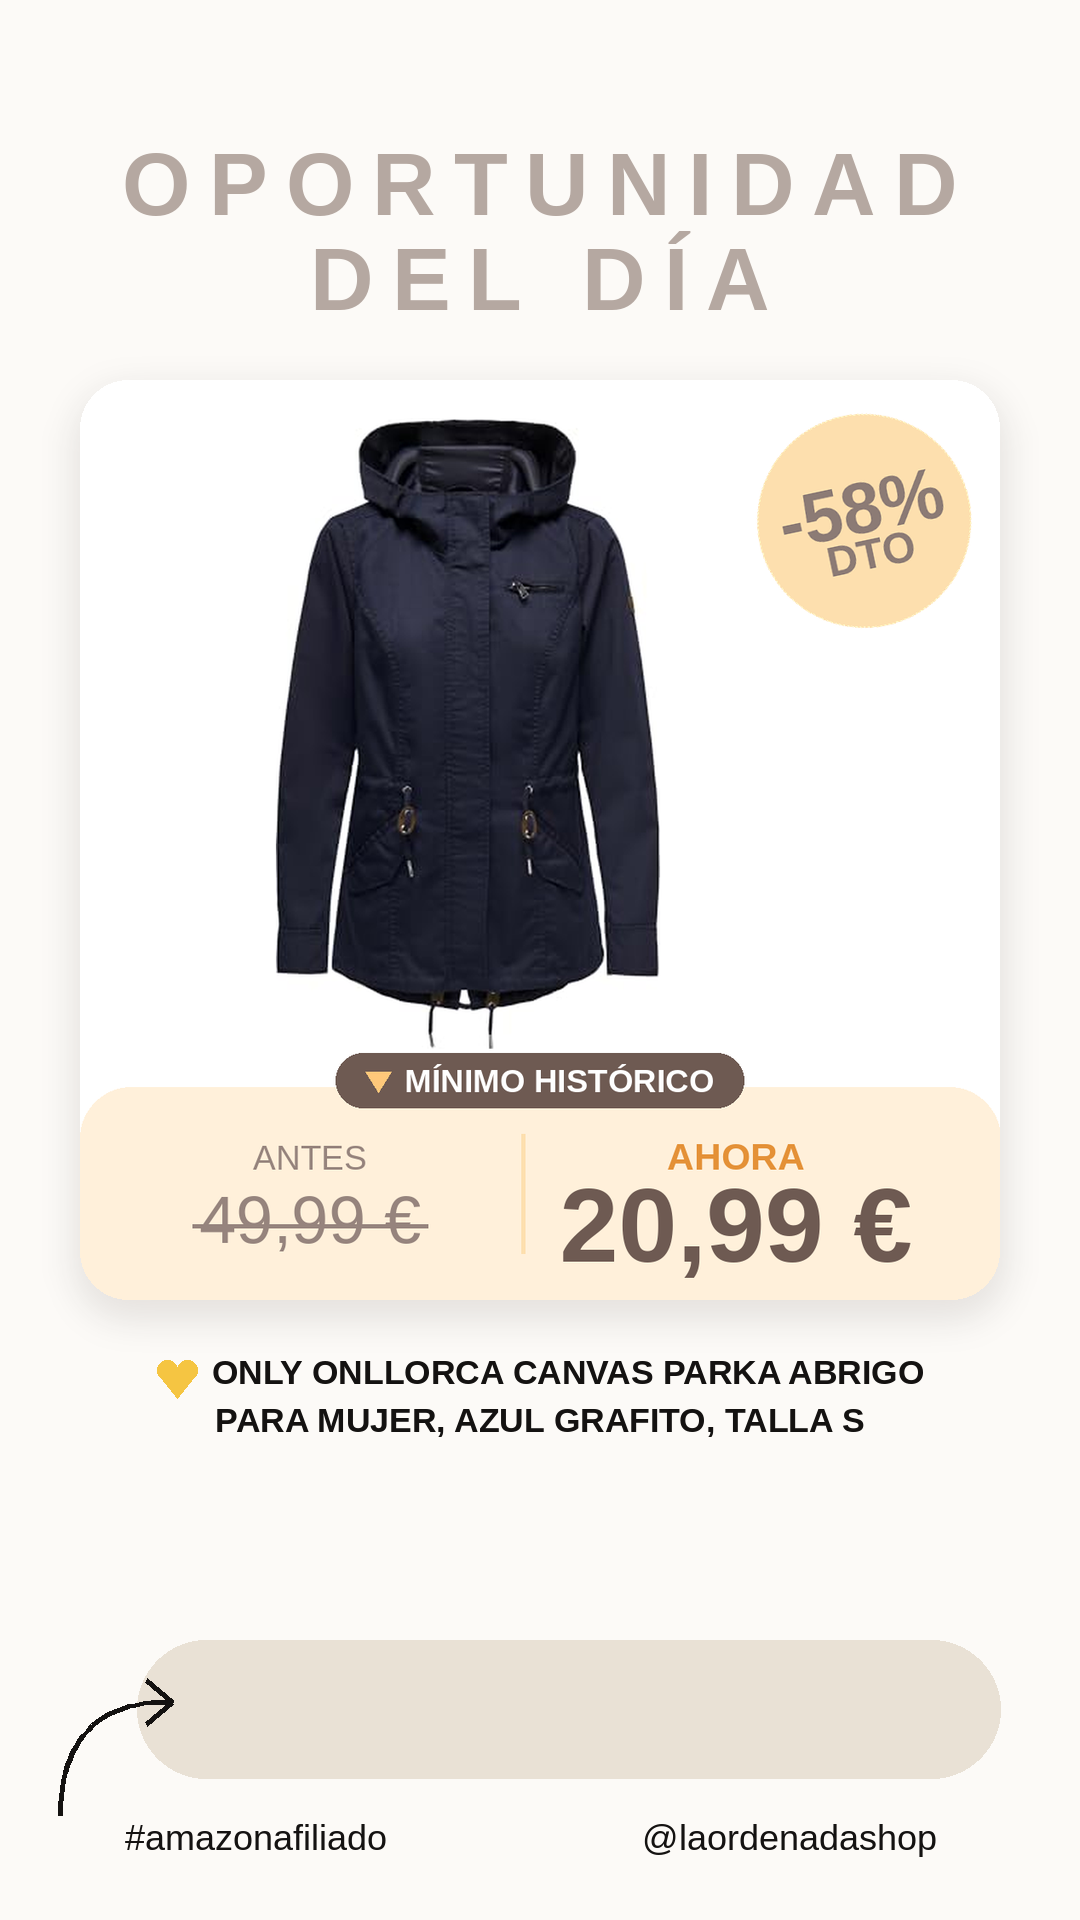 OPORTUNIDAD
DEL DÍA
-58%
DTO
MÍNIMO HISTÓRICO
ANTES
49,99 €
AHORA
20,99 €
ONLY ONLLORCA CANVAS PARKA ABRIGO
PARA MUJER, AZUL GRAFITO, TALLA S
#amazonafiliado
@laordenadashop